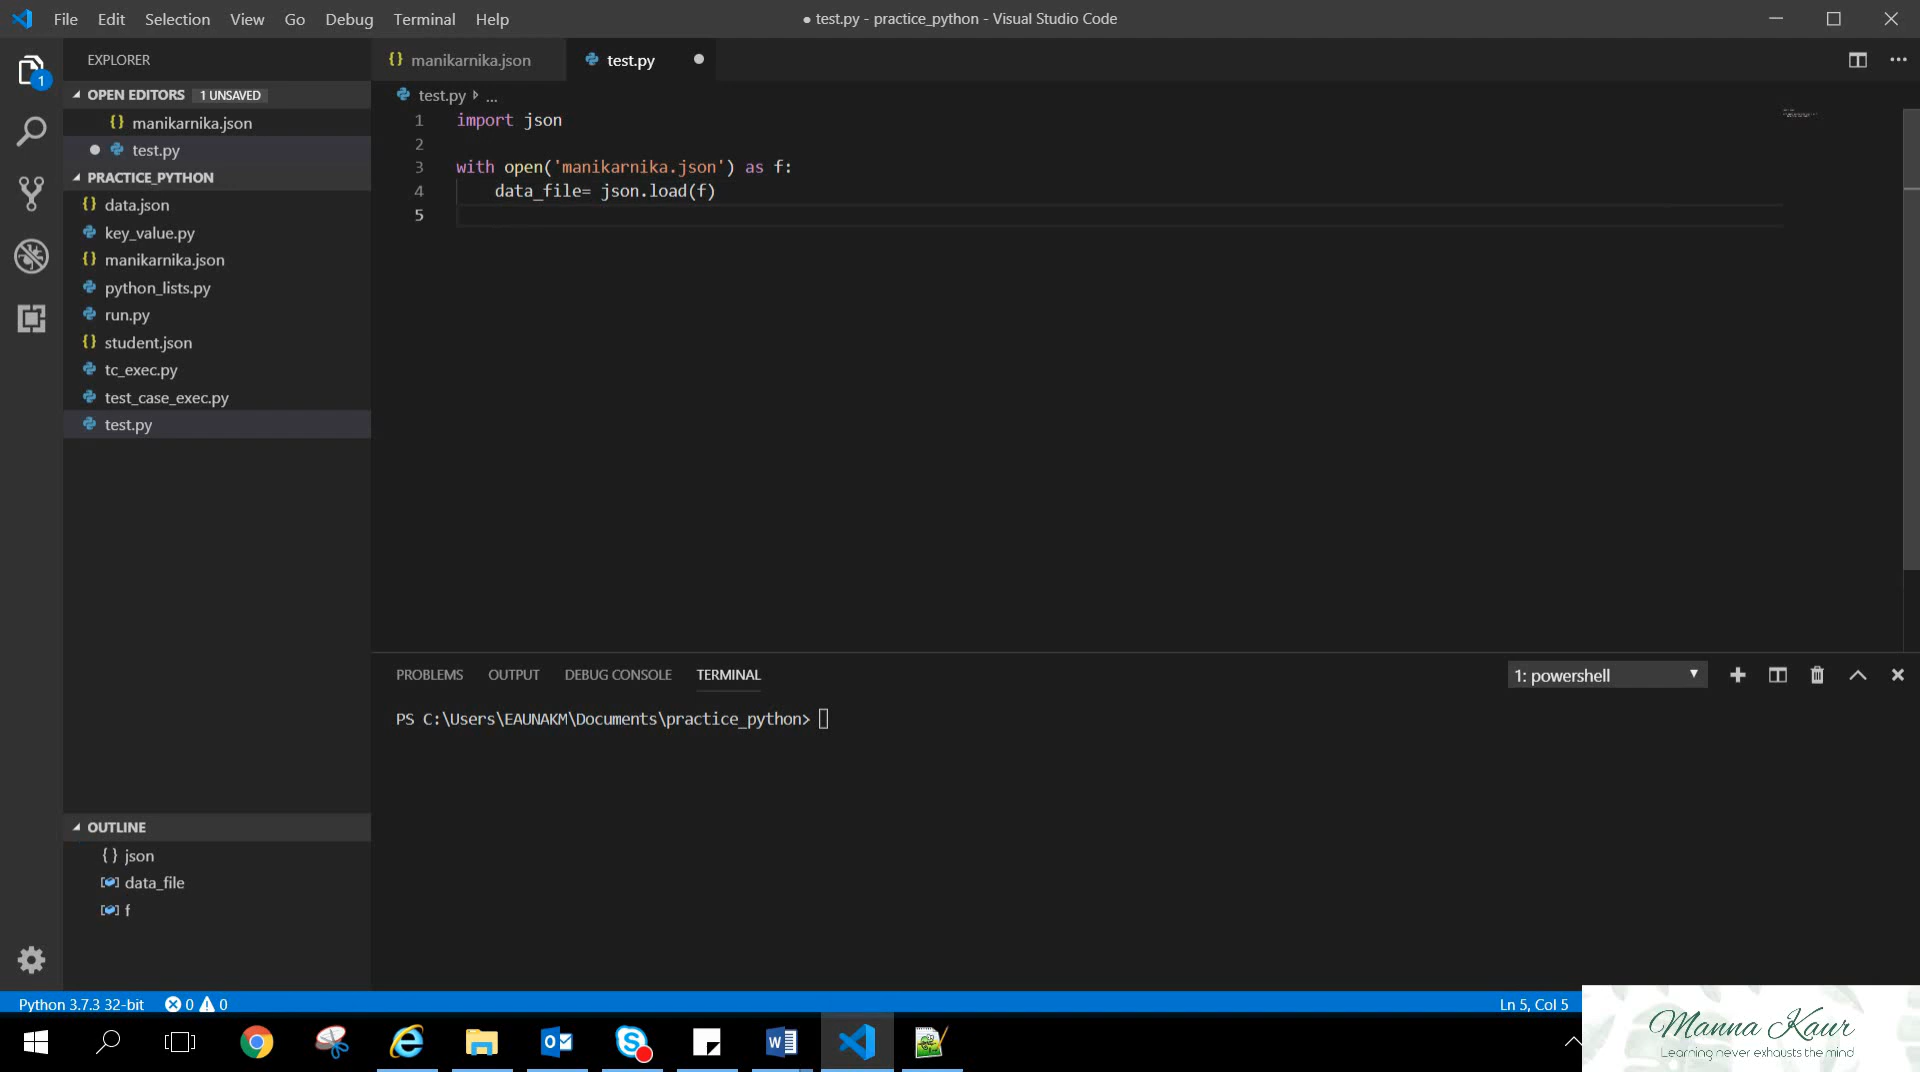 File Edit Selection View Go Debug Terminal Help
● test.py - practice_python - Visual Studio Code
EXPLORER
OPEN EDITORS 1 UNSAVED
manikarnika.json
test.py
PRACTICE_PYTHON
data.json
key_value.py
manikarnika.json
python_lists.py
run.py
student.json
tc_exec.py
test_case_exec.py
test.py
OUTLINE
{} json
data_file
f
{} manikarnika.json test.py
test.py ...
1 import json
2
3 with open('manikarnika.json') as f:
4 data_file= json.load(f)
5
PROBLEMS OUTPUT DEBUG CONSOLE TERMINAL
1: powershell
PS C:\Users\EAUNAKM\Documents\practice_python>
1
Python 3.7.3 32-bit 0 0
Ln 5, Col 5
Manna Kaur
Learning never exhausts the mind